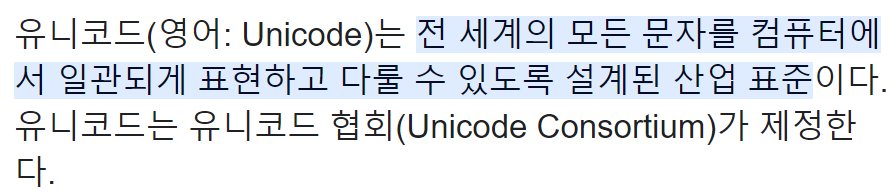 유니코드(영어: Unicode)는 전 세계의 모든 문자를 컴퓨터에
서 일관되게 표현하고 다룰 수 있도록 설계된 산업 표준이다.
유니코드는 유니코드 협회(Unicode Consortium)가 제정한
다.